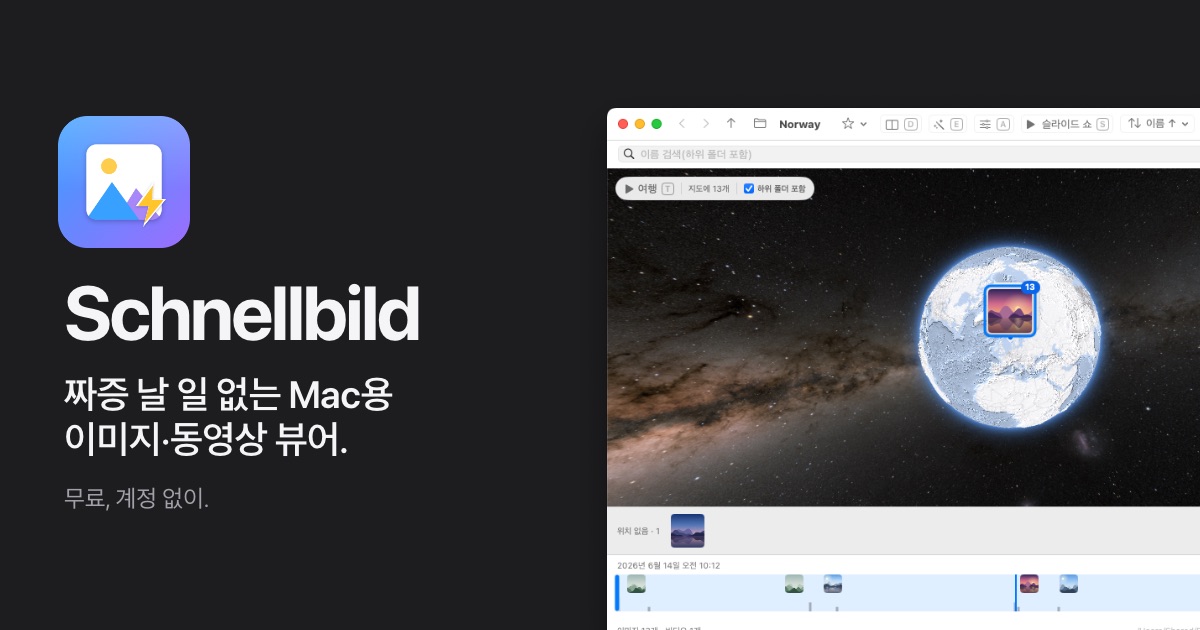 Schnellbild
짜증 날 일 없는 Mac용
이미지·동영상 뷰어.
무료, 계정 없이.
Norway
D
E
A
슬라이드 쇼 S
이름
이름 검색(하위 폴더 포함)
여행 T 지도에 13개 하위 폴더 포함
13
위치 없음 · 1
2026년 6월 14일 오전 10:12